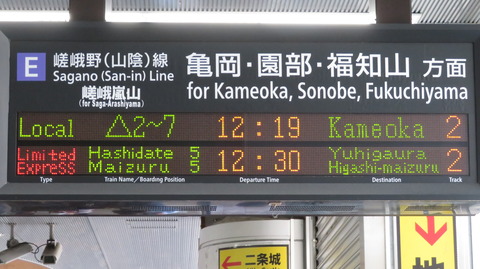 E 嵯峨野(山陰)線 亀岡・園部・福知山 方面
Sagano (San-in) Line for Kameoka, Sonobe, Fukuchiyama
嵯峨嵐山
(for Saga-Arashiyama)
Local △2~7 12:19 Kameoka 2
Limited Express Hashidate 5 Maizuru 5 12:30 Yuhigaura Higashi-maizuru 2
Type Train Name/Boarding Position Departure Time Destination Track
二条城